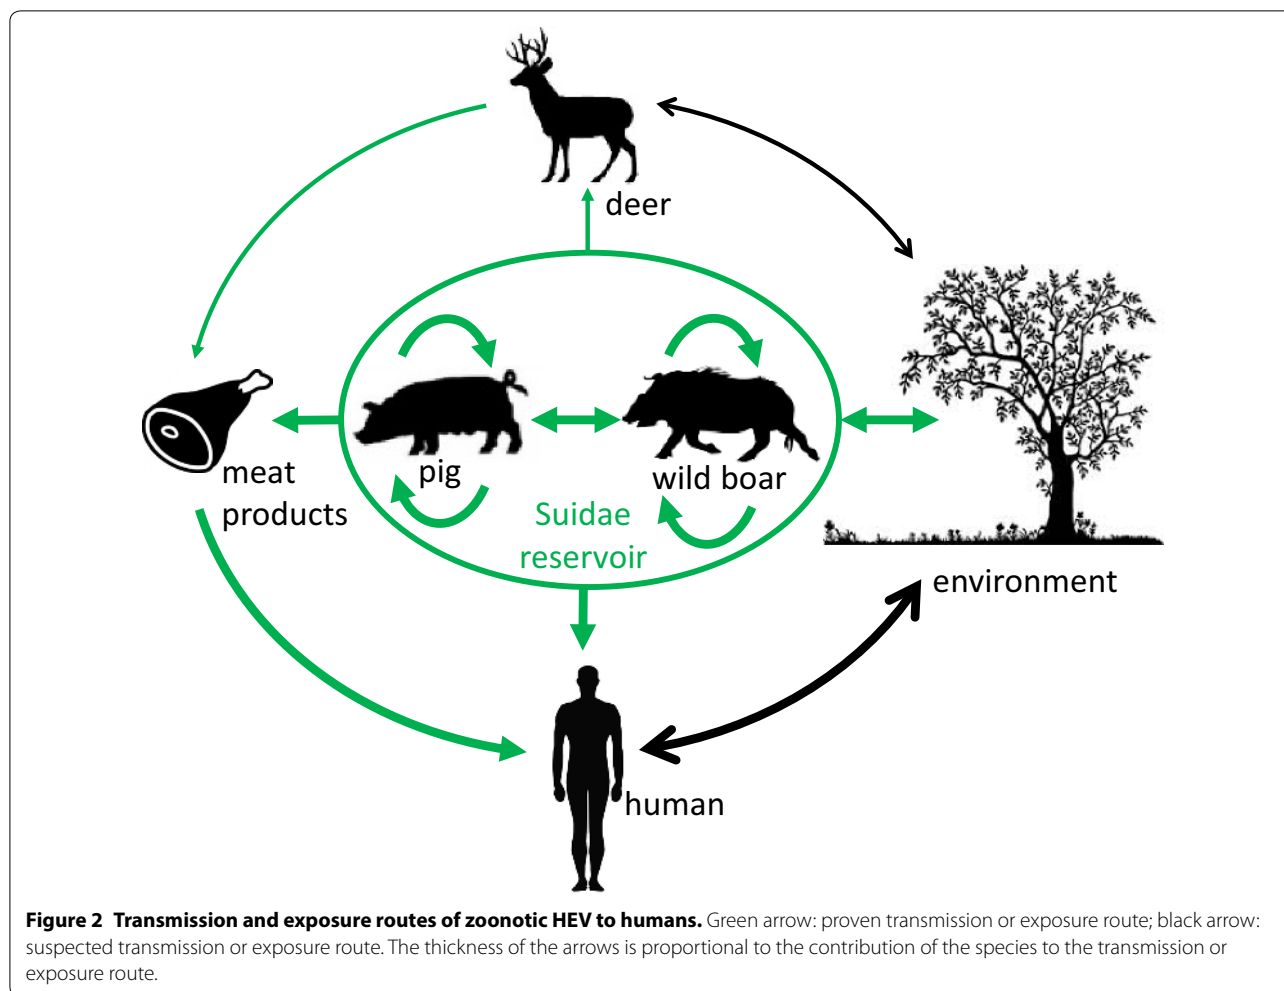 deer
pig
wild boar
meat
products
Suidae
reservoir
environment
human
Figure 2 Transmission and exposure routes of zoonotic HEV to humans. Green arrow: proven transmission or exposure route; black arrow:
suspected transmission or exposure route. The thickness of the arrows is proportional to the contribution of the species to the transmission or
exposure route.